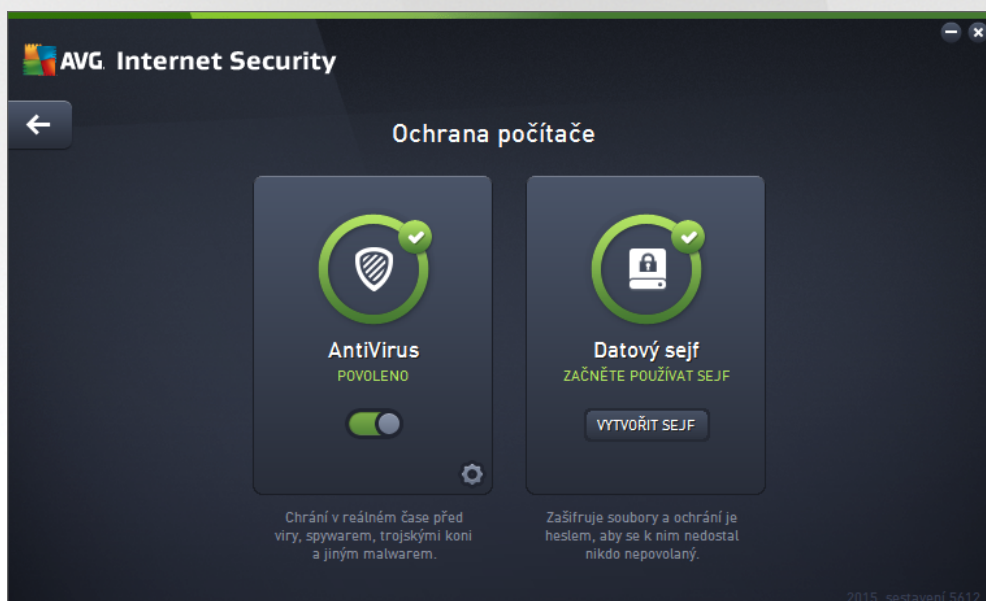 AVG. Internet Security
Ochrana počítače
AntiVirus
POVOLENO
Chrání v reálném čase před
viry, spywarem, trojskými koni
a jiným malwarem.
Datový sejf
ZAČNĚTE POUŽÍVAT SEJF
VYTVOŘIT SEJF
Zašifruje soubory a ochrání je
heslem, aby se k nim nedostal
nikdo nepovolaný.
2015, sestavení 5612